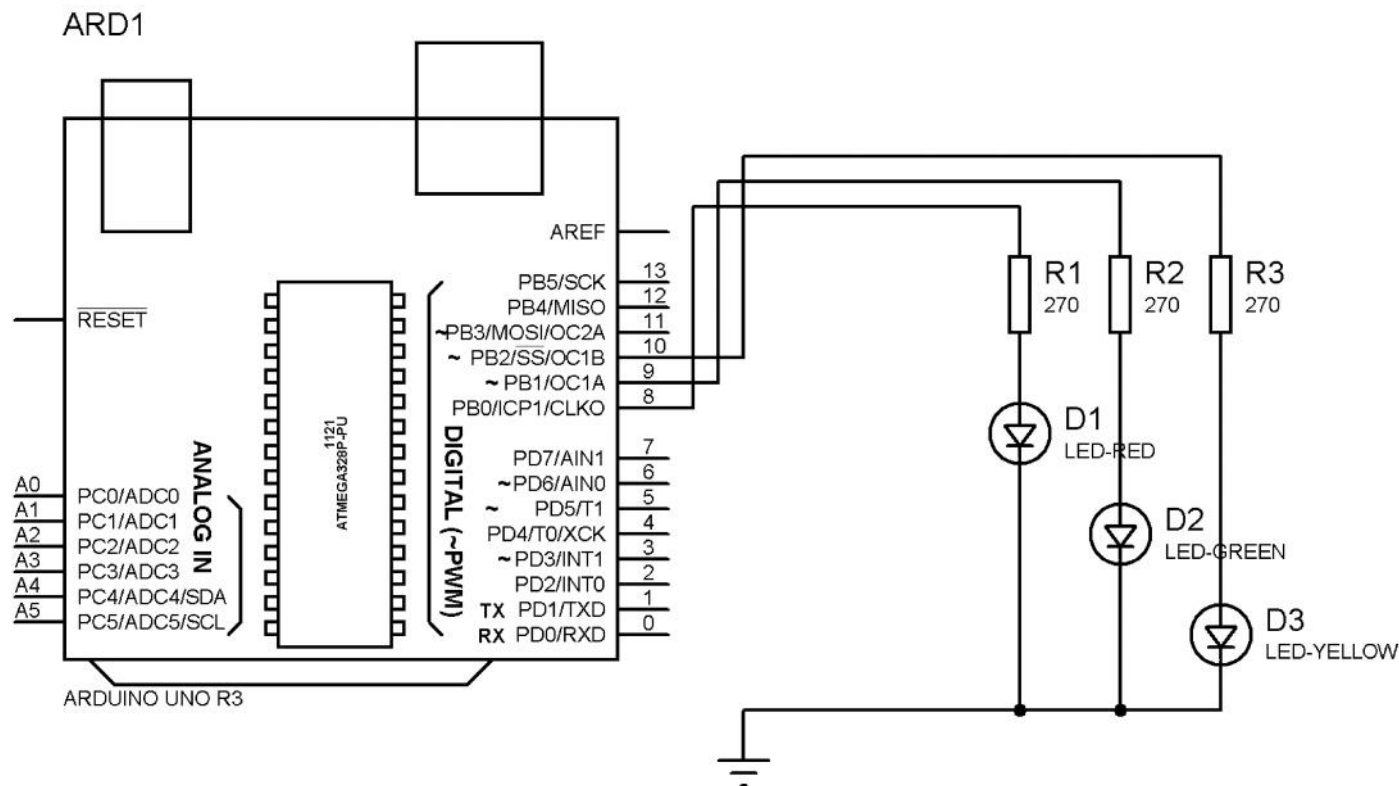 ARD1
AREF
RESET
PB5/SCK 13
PB4/MISO 12
~PB3/MOSI/OC2A 11
~ PB2/SS/OC1B 10
~ PB1/OC1A 9
PB0/ICP1/CLKO 8
PD7/AIN1 7
~PD6/AIN0 6
~ PD5/T1 5
PD4/T0/XCK 4
~PD3/INT1 3
PD2/INT0 2
TX PD1/TXD 1
RX PD0/RXD 0
DIGITAL (~PWM)
1121
ATMEGA328P-PU
ANALOG IN
A0 PC0/ADC0
A1 PC1/ADC1
A2 PC2/ADC2
A3 PC3/ADC3
A4 PC4/ADC4/SDA
A5 PC5/ADC5/SCL
ARDUINO UNO R3
R1
270
R2
270
R3
270
D1
LED-RED
D2
LED-GREEN
D3
LED-YELLOW